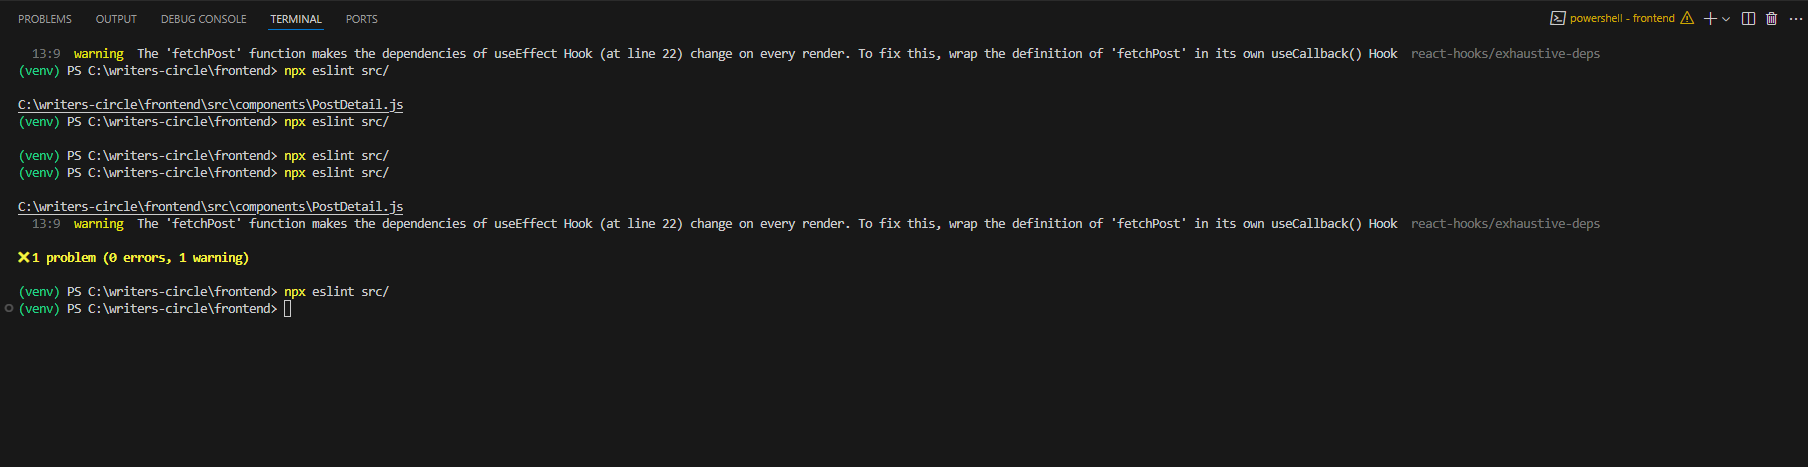 PROBLEMS OUTPUT DEBUG CONSOLE TERMINAL PORTS powershell - frontend
13:9 warning The 'fetchPost' function makes the dependencies of useEffect Hook (at line 22) change on every render. To fix this, wrap the definition of 'fetchPost' in its own useCallback() Hook react-hooks/exhaustive-deps
(venv) PS C:\writers-circle\frontend> npx eslint src/
C:\writers-circle\frontend\src\components\PostDetail.js
(venv) PS C:\writers-circle\frontend> npx eslint src/
(venv) PS C:\writers-circle\frontend> npx eslint src/
(venv) PS C:\writers-circle\frontend> npx eslint src/
C:\writers-circle\frontend\src\components\PostDetail.js
13:9 warning The 'fetchPost' function makes the dependencies of useEffect Hook (at line 22) change on every render. To fix this, wrap the definition of 'fetchPost' in its own useCallback() Hook react-hooks/exhaustive-deps
✖ 1 problem (0 errors, 1 warning)
(venv) PS C:\writers-circle\frontend> npx eslint src/
(venv) PS C:\writers-circle\frontend>